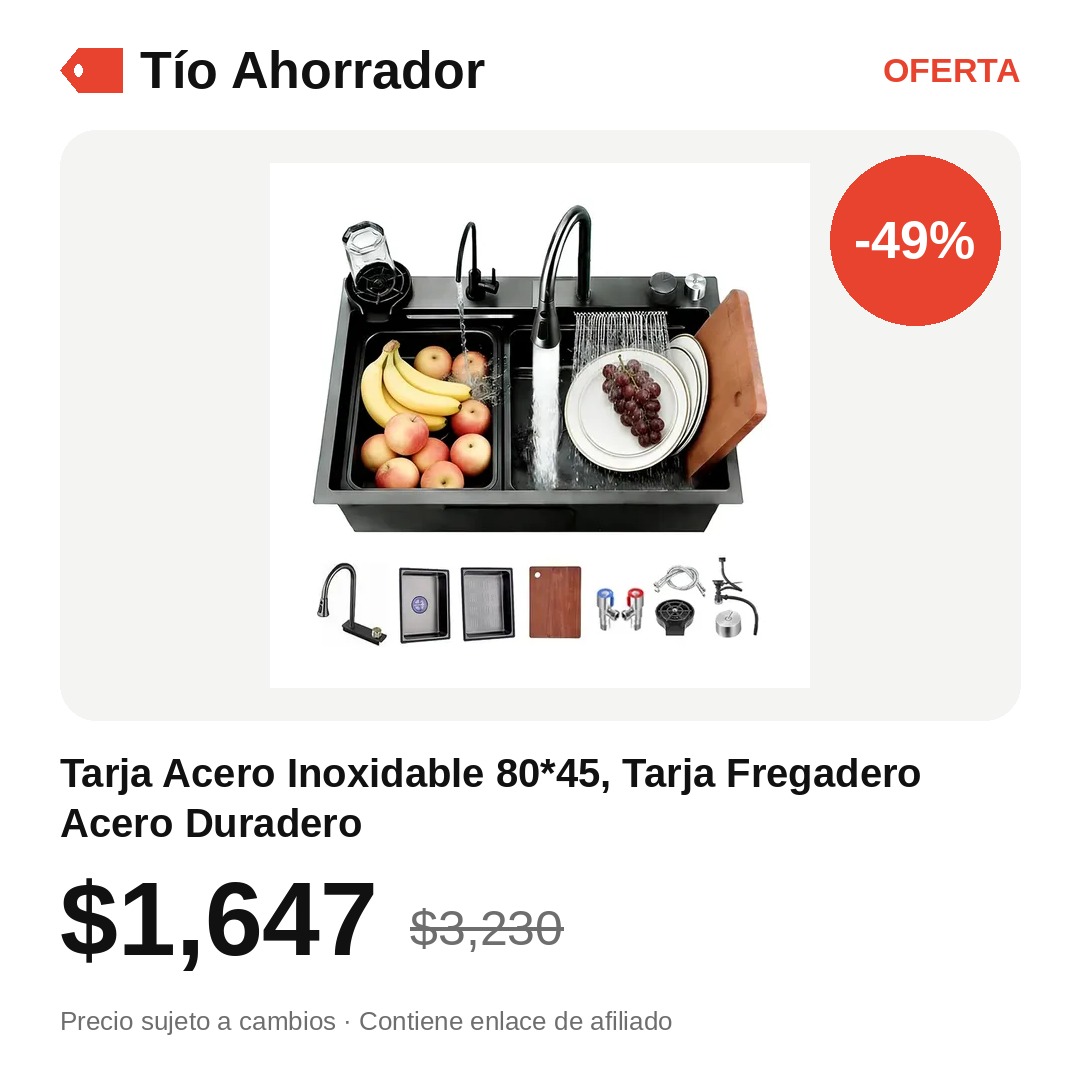 Tío Ahorrador
OFERTA
-49%
Tarja Acero Inoxidable 80*45, Tarja Fregadero
Acero Duradero
$1,647 $3,230
Precio sujeto a cambios · Contiene enlace de afiliado